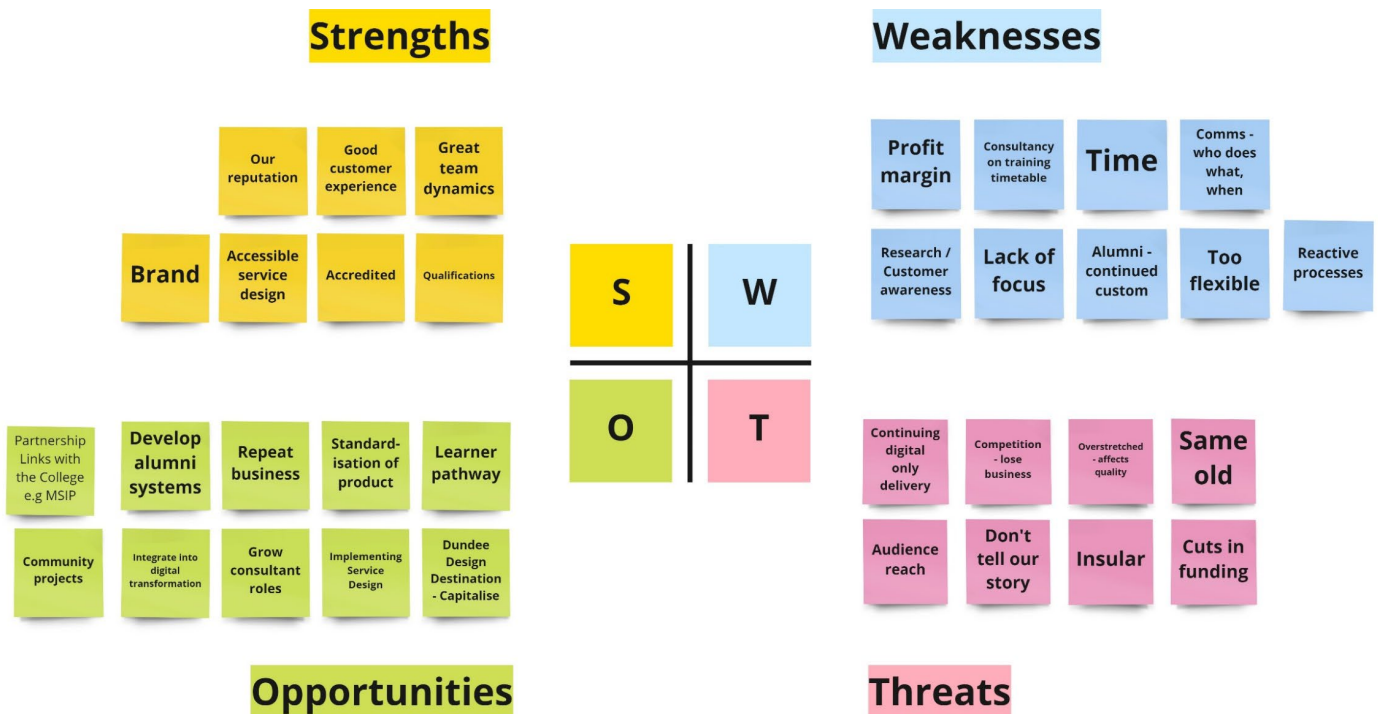 Strengths
Our
reputation
Good
customer
experience
Great
team
dynamics
Brand
Accessible
service
design
Accredited
Qualifications
Weaknesses
Profit
margin
Consultancy
on training
timetable
Time
Comms -
who does
what,
when
Research /
Customer
awareness
Lack of
focus
Alumni -
continued
custom
Too
flexible
Reactive
processes
S
W
O
T
Partnership
Links with
the College
e.g MSIP
Develop
alumni
systems
Repeat
business
Standard-
isation of
product
Learner
pathway
Community
projects
Integrate into
digital
transformation
Grow
consultant
roles
Implementing
Service
Design
Dundee
Design
Destination
- Capitalise
Opportunities
Continuing
digital
only
delivery
Competition
- lose
business
Overstretched
- affects
quality
Same
old
Audience
reach
Don't
tell our
story
Insular
Cuts in
funding
Threats